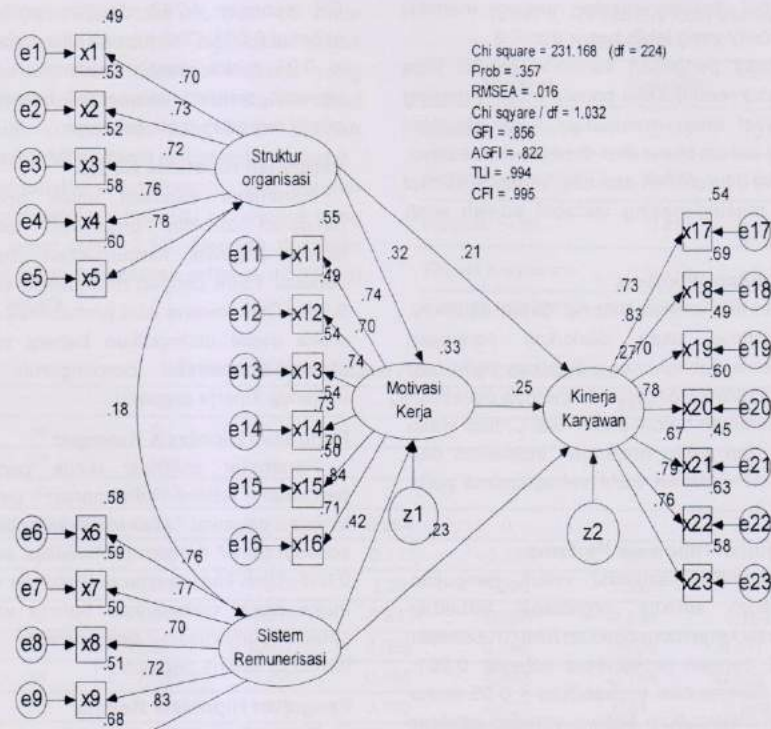 Chi square = 231.168 (df = 224)
Prob = .357
RMSEA = .016
Chi sqyare / df = 1.032
GFI = .856
AGFI = .822
TLI = .994
CFI = .995
.49
e1 x1
.53 .70
e2 x2
.52 .73
e3 x3
.58 .72
e4 x4 .76
.60 .78
e5 x5
Struktur
organisasi
.55
e11 x11
.49 .74
e12 x12
.54 .70
e13 x13
.54 .74
e14 x14
.73
.70
.50
e15 x15
.84
.71
e16 x16
.42
.32
.21
.33
Motivasi
Kerja
.25
.27
Kinerja
Karyawan
z1
z2
.23
.18
.54
x17 e17
.69 .73
x18 e18
.49 .83
x19 e19
.60 .70
x20 e20
.78
.45 .67
x21 e21
.63 .79
x22 e22
.58 .76
x23 e23
.58
e6 x6
.59 .76
e7 x7
.50 .77
e8 x8
.51 .70
e9 x9
.72
.68 .83
Sistem
Remunerisasi